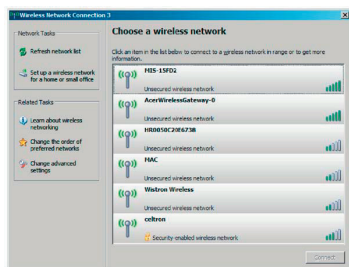 Wireless Network Connection 3
Network Tasks
Refresh network list
Set up a wireless network
for a home or small office
Related Tasks
Learn about wireless
networking
Change the order of
preferred networks
Change advanced
settings
Choose a wireless network
Click an item in the list below to connect to a wireless network in range or to get more
information.
MIS-15FD2
Unsecured wireless network
AcerWirelessGateway-0
Unsecured wireless network
HR0050C20E673B
Unsecured wireless network
MAC
Unsecured wireless network
Wistron Wireless
Unsecured wireless network
celtron
Security-enabled wireless network
Connect